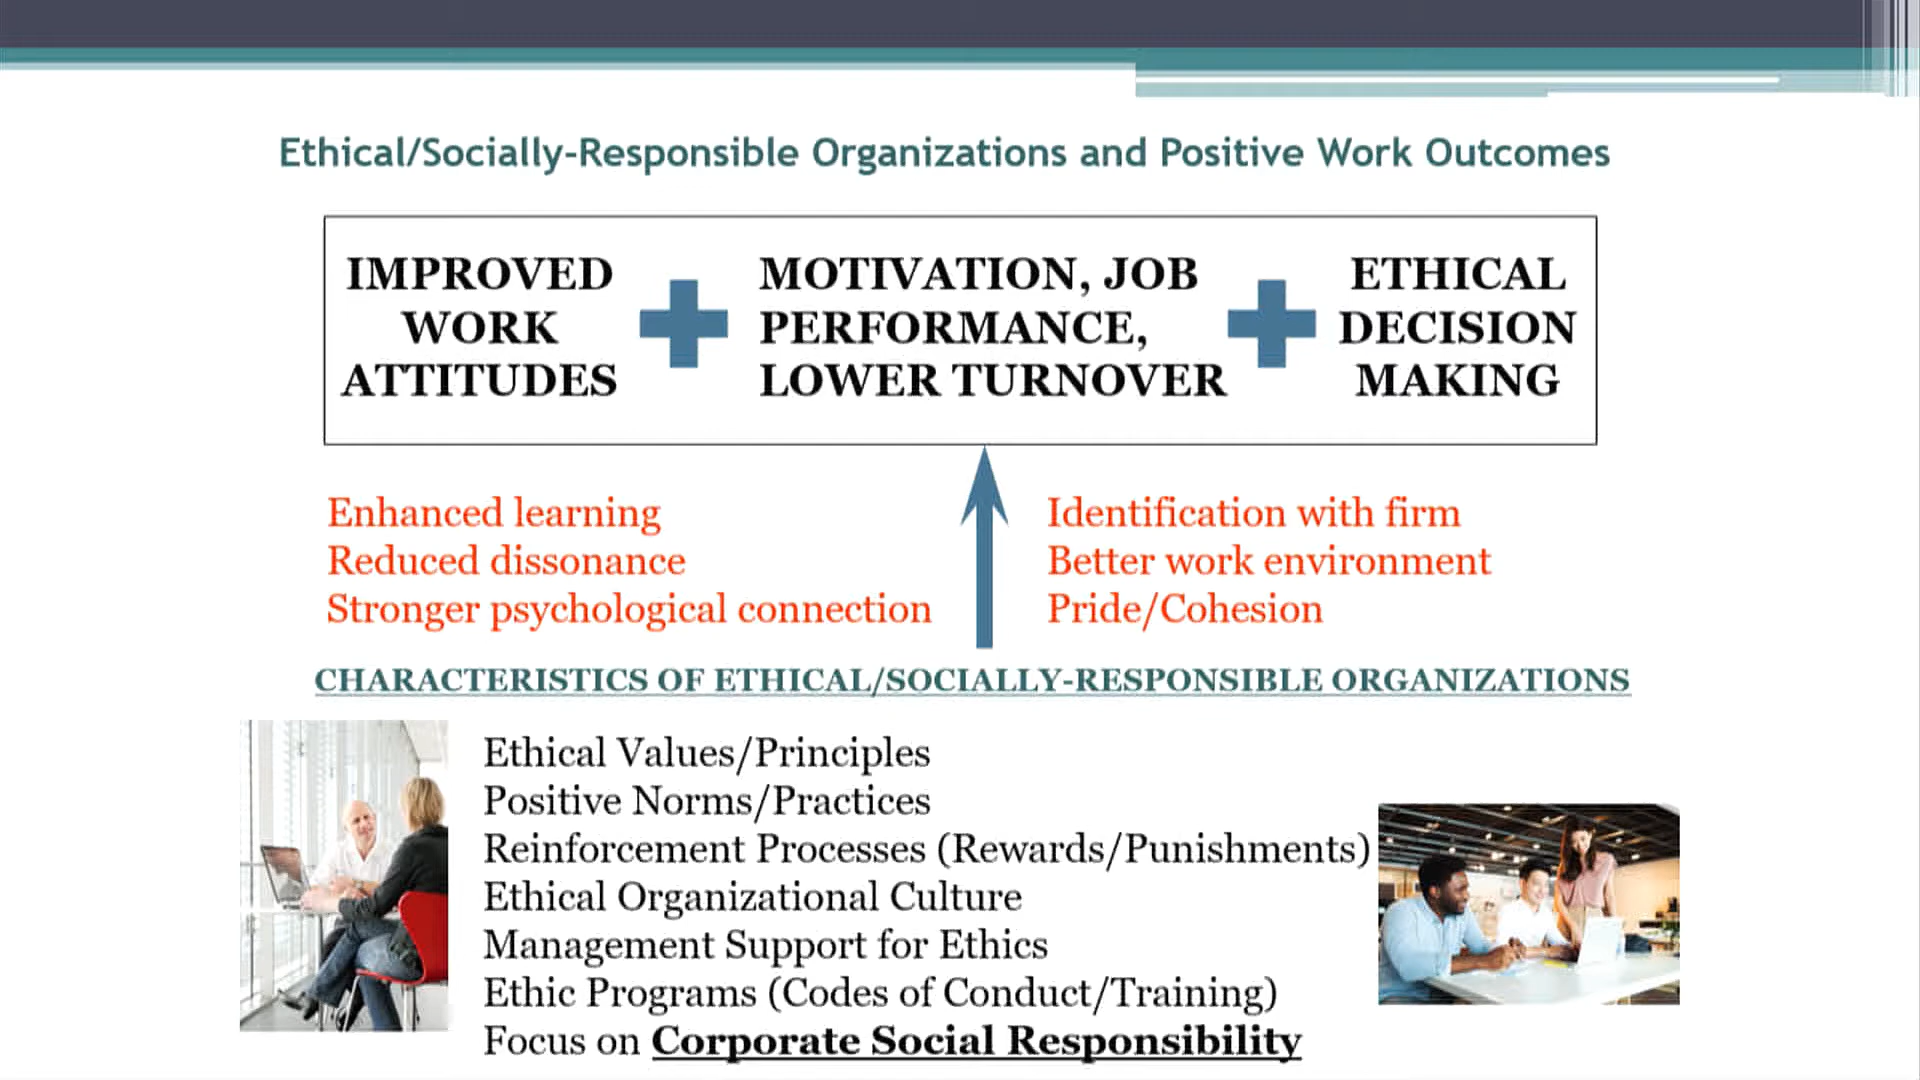 Ethical/Socially-Responsible Organizations and Positive Work Outcomes
IMPROVED
WORK
ATTITUDES
MOTIVATION, JOB
PERFORMANCE,
LOWER TURNOVER
ETHICAL
DECISION
MAKING
Enhanced learning
Reduced dissonance
Stronger psychological connection
Identification with firm
Better work environment
Pride/Cohesion
CHARACTERISTICS OF ETHICAL/SOCIALLY-RESPONSIBLE ORGANIZATIONS
Ethical Values/Principles
Positive Norms/Practices
Reinforcement Processes (Rewards/Punishments)
Ethical Organizational Culture
Management Support for Ethics
Ethic Programs (Codes of Conduct/Training)
Focus on Corporate Social Responsibility